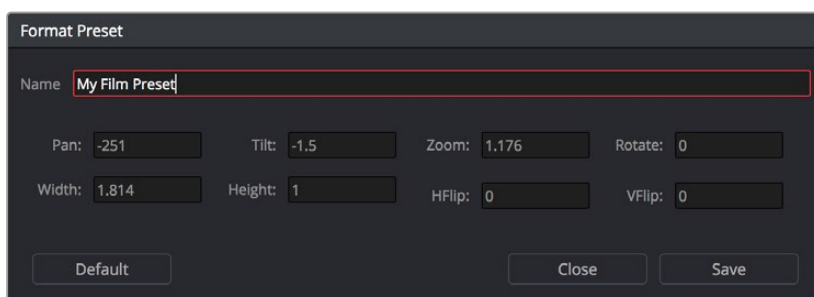 Format Preset
Name My Film Preset
Pan: -251 Tilt: -1.5 Zoom: 1.176 Rotate: 0
Width: 1.814 Height: 1 HFlip: 0 VFlip: 0
Default Close Save